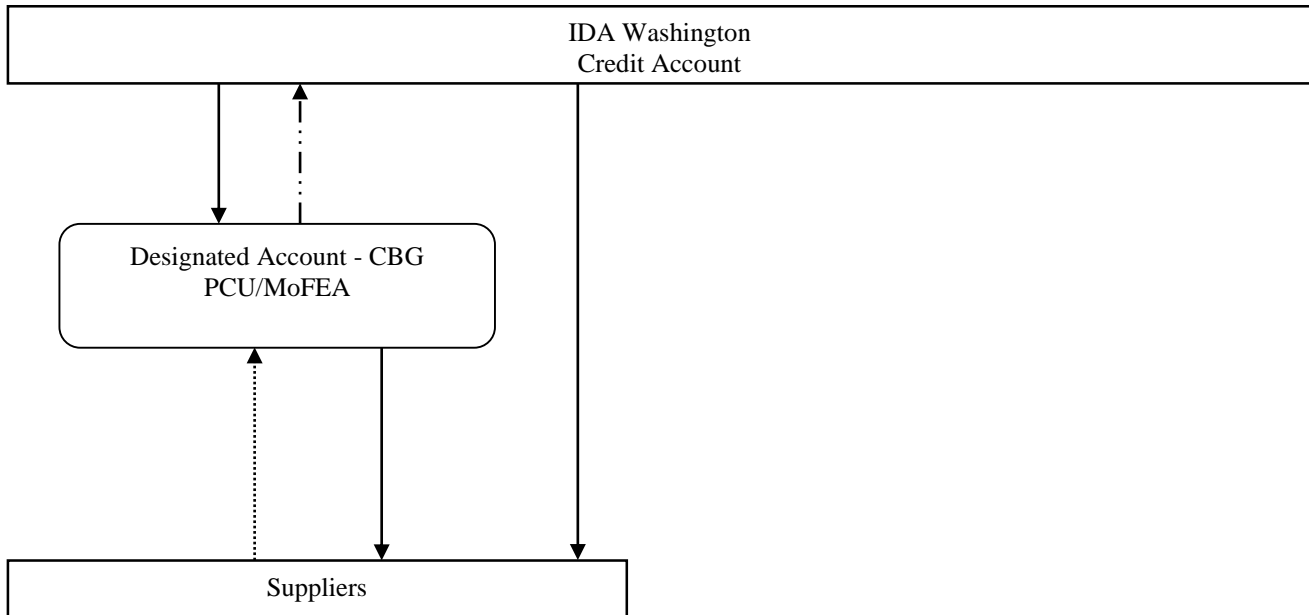 IDA Washington
Credit Account
Designated Account - CBG
PCU/MoFEA
Suppliers